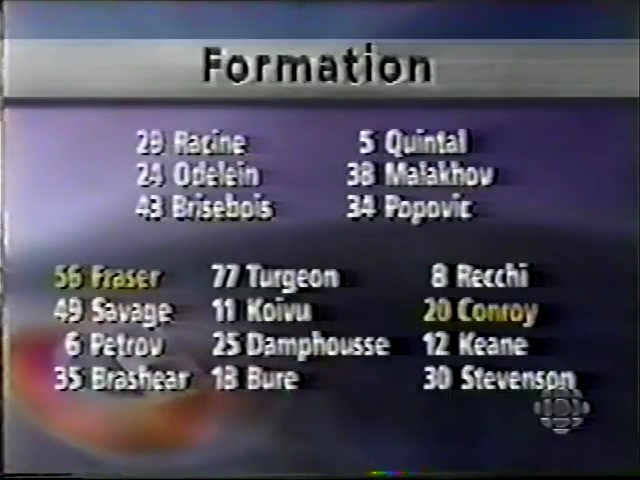 Formation
29 Racine 5 Quintal
24 Odelein 38 Malakhov
43 Brisebois 34 Popovic
56 Fraser 77 Turgeon 8 Recchi
49 Savage 11 Koivu 20 Conroy
6 Petrov 25 Damphousse 12 Keane
35 Brashear 18 Bure 30 Stevenson